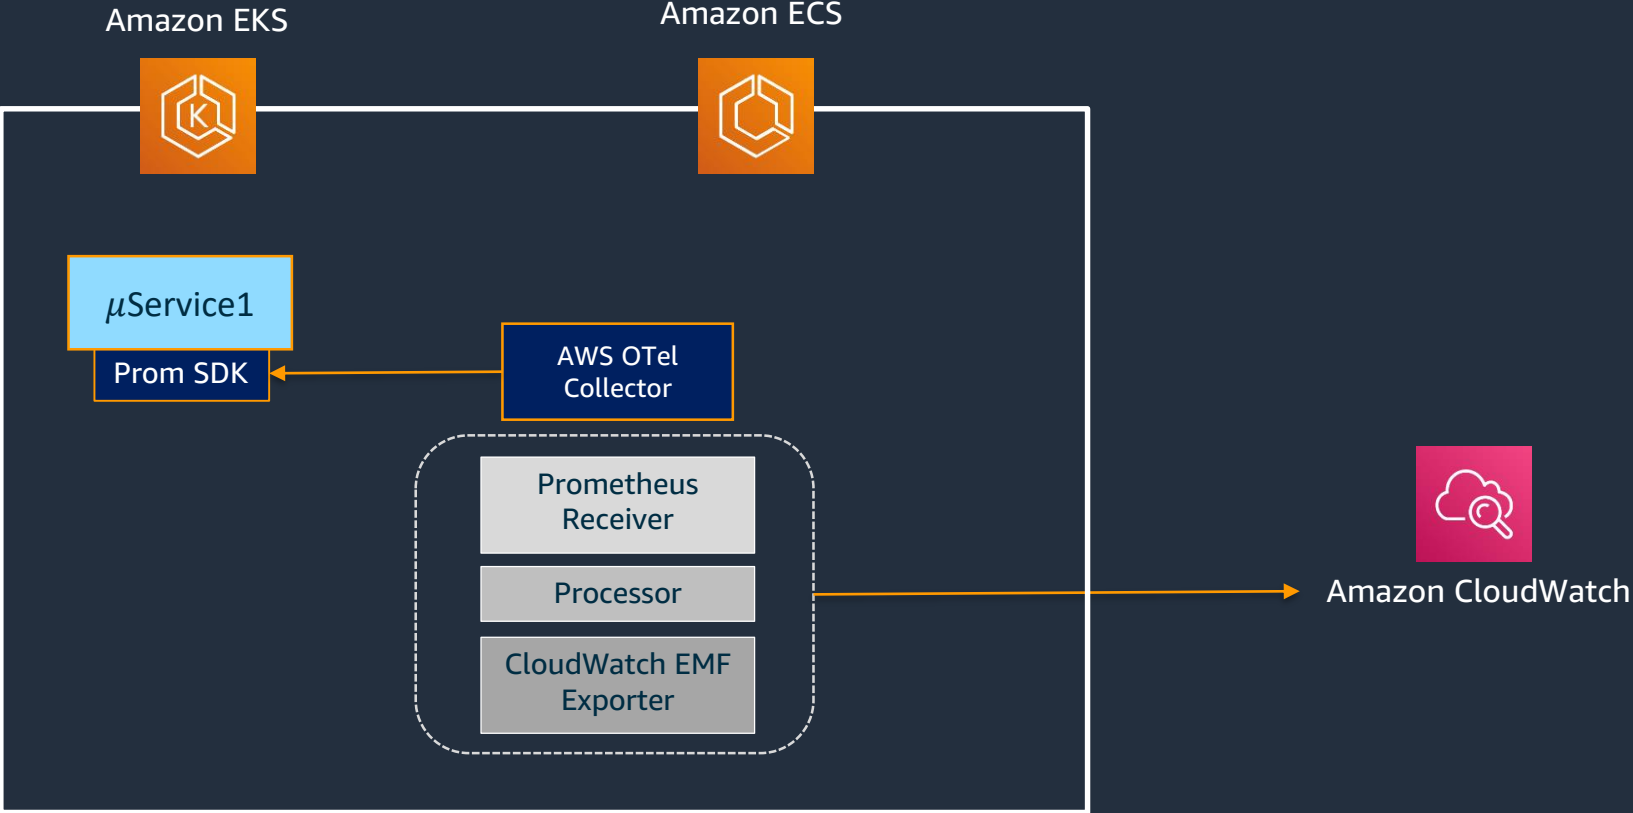 Amazon EKS
Amazon ECS
K
μService1
Prom SDK
AWS OTel
Collector
Prometheus
Receiver
Processor
CloudWatch EMF
Exporter
Amazon CloudWatch